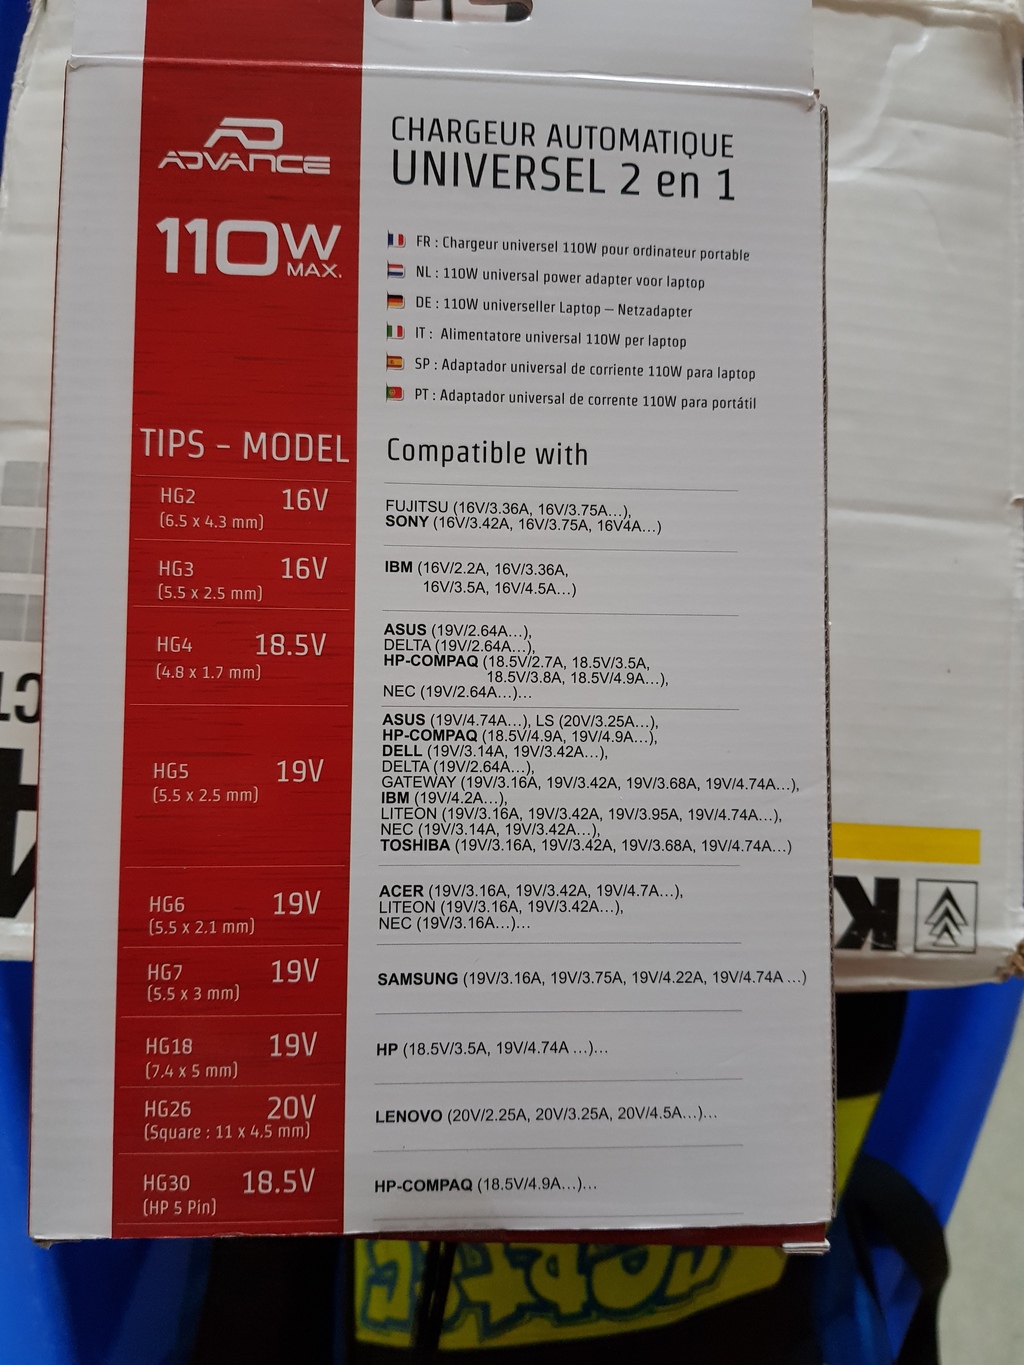 ADVANCE
110W
MAX.
CHARGEUR AUTOMATIQUE
UNIVERSEL 2 en 1
FR : Chargeur universel 110W pour ordinateur portable
NL : 110W universal power adapter voor laptop
DE : 110W universeller Laptop – Netzadapter
IT : Alimentatore universal 110W per laptop
SP : Adaptador universal de corriente 110W para laptop
PT : Adaptador universal de corrente 110W para portátil
TIPS - MODEL
Compatible with
HG2 16V
(6.5 x 4.3 mm)
FUJITSU (16V/3.36A, 16V/3.75A...),
SONY (16V/3.42A, 16V/3.75A, 16V4A...)
HG3 16V
(5.5 x 2.5 mm)
IBM (16V/2.2A, 16V/3.36A,
16V/3.5A, 16V/4.5A...)
HG4 18.5V
(4.8 x 1.7 mm)
ASUS (19V/2.64A...),
DELTA (19V/2.64A...),
HP-COMPAQ (18.5V/2.7A, 18.5V/3.5A,
18.5V/3.8A, 18.5V/4.9A...),
NEC (19V/2.64A...)...
HG5 19V
(5.5 x 2.5 mm)
ASUS (19V/4.74A...), LS (20V/3.25A...),
HP-COMPAQ (18.5V/4.9A, 19V/4.9A...),
DELL (19V/3.14A, 19V/3.42A...),
DELTA (19V/2.64A...),
GATEWAY (19V/3.16A, 19V/3.42A, 19V/3.68A, 19V/4.74A...),
IBM (19V/4.2A...),
LITEON (19V/3.16A, 19V/3.42A, 19V/3.95A, 19V/4.74A...),
NEC (19V/3.14A, 19V/3.42A...),
TOSHIBA (19V/3.16A, 19V/3.42A, 19V/3.68A, 19V/4.74A...)
HG6 19V
(5.5 x 2.1 mm)
ACER (19V/3.16A, 19V/3.42A, 19V/4.7A...),
LITEON (19V/3.16A, 19V/3.42A...),
NEC (19V/3.16A...)...
HG7 19V
(5.5 x 3 mm)
SAMSUNG (19V/3.16A, 19V/3.75A, 19V/4.22A, 19V/4.74A ...)
HG18 19V
(7.4 x 5 mm)
HP (18.5V/3.5A, 19V/4.74A ...)...
HG26 20V
(Square : 11 x 4,5 mm)
LENOVO (20V/2.25A, 20V/3.25A, 20V/4.5A...)...
HG30 18.5V
(HP 5 Pin)
HP-COMPAQ (18.5V/4.9A...)...